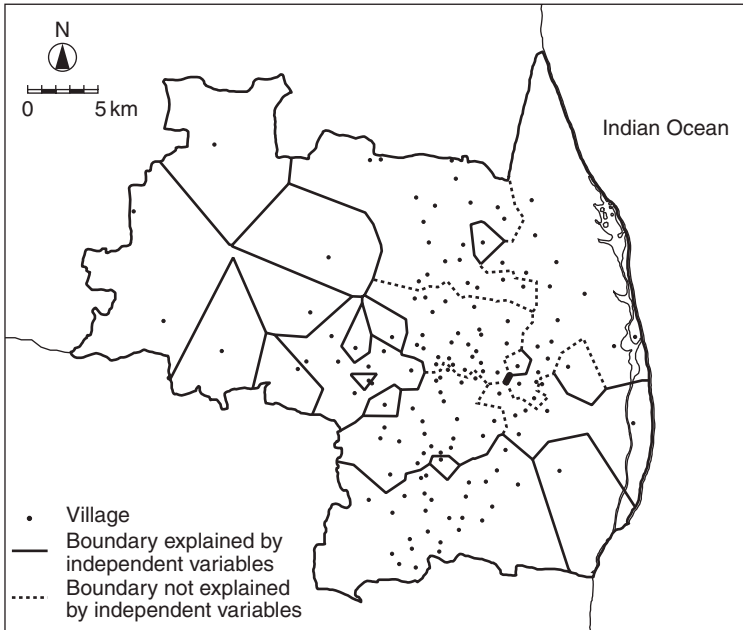 N
0 5 km
Indian Ocean
Village
Boundary explained by
independent variables
Boundary not explained
by independent variables